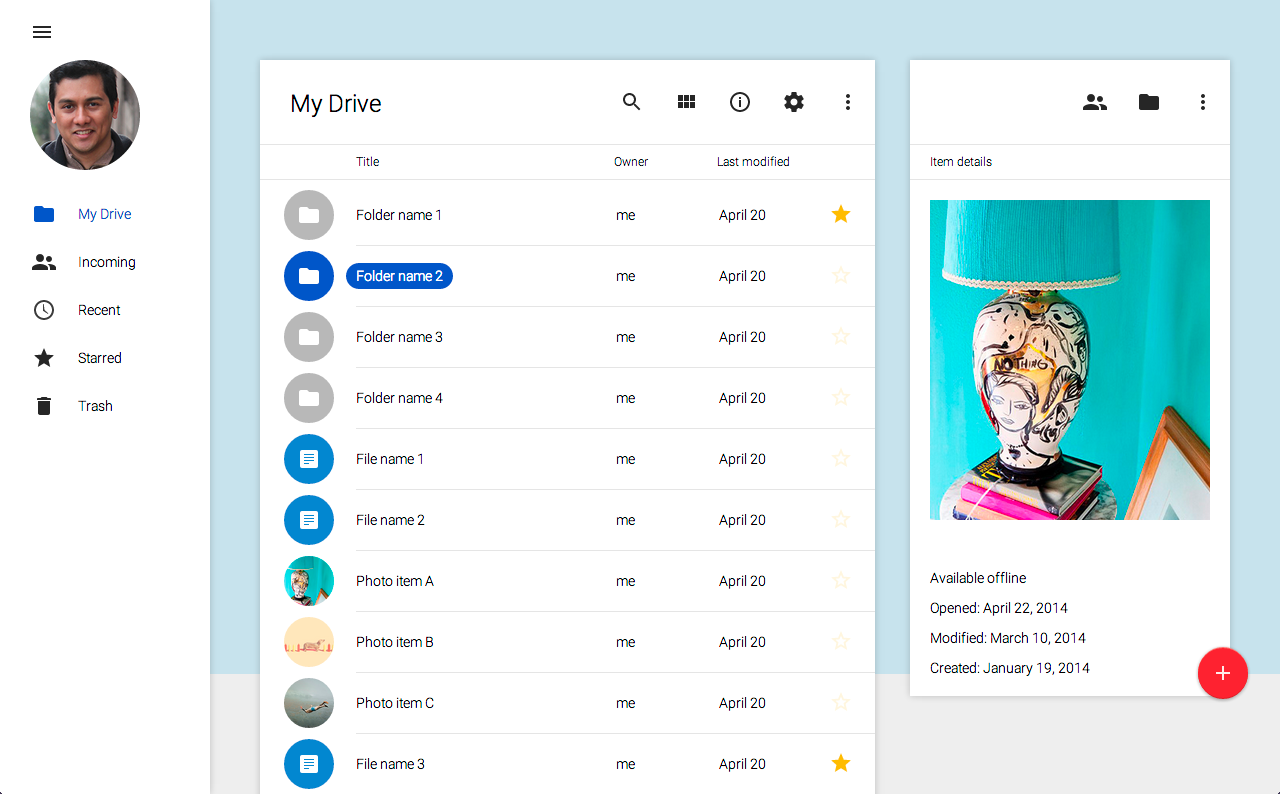 My Drive
Incoming
Recent
Starred
Trash
My Drive
Title Owner Last modified
Folder name 1 me April 20
Folder name 2 me April 20
Folder name 3 me April 20
Folder name 4 me April 20
File name 1 me April 20
File name 2 me April 20
Photo item A me April 20
Photo item B me April 20
Photo item C me April 20
File name 3 me April 20
Item details
NOTHING
Available offline
Opened: April 22, 2014
Modified: March 10, 2014
Created: January 19, 2014